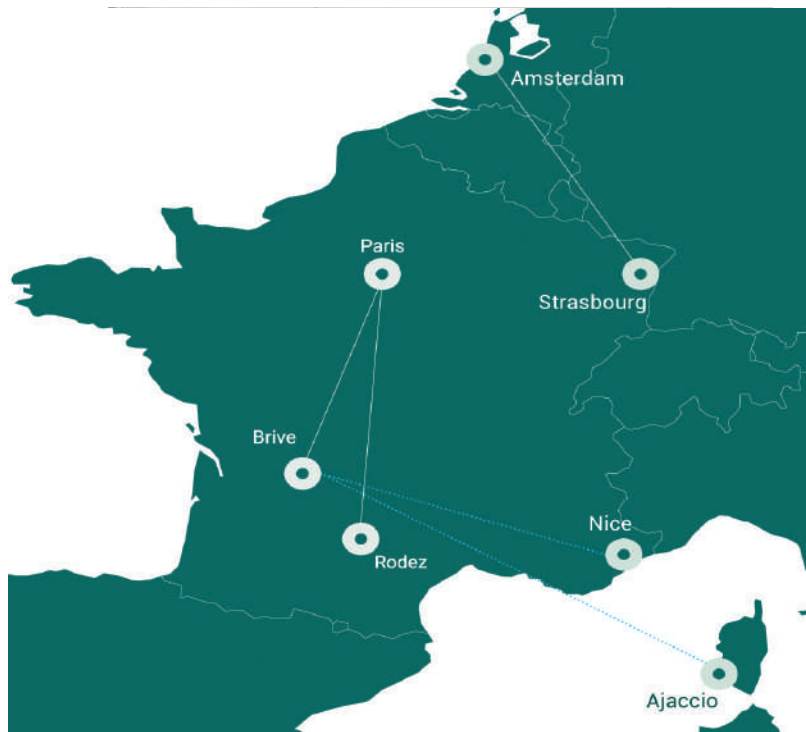 Amsterdam
Paris
Strasbourg
Brive
Nice
Rodez
Ajaccio